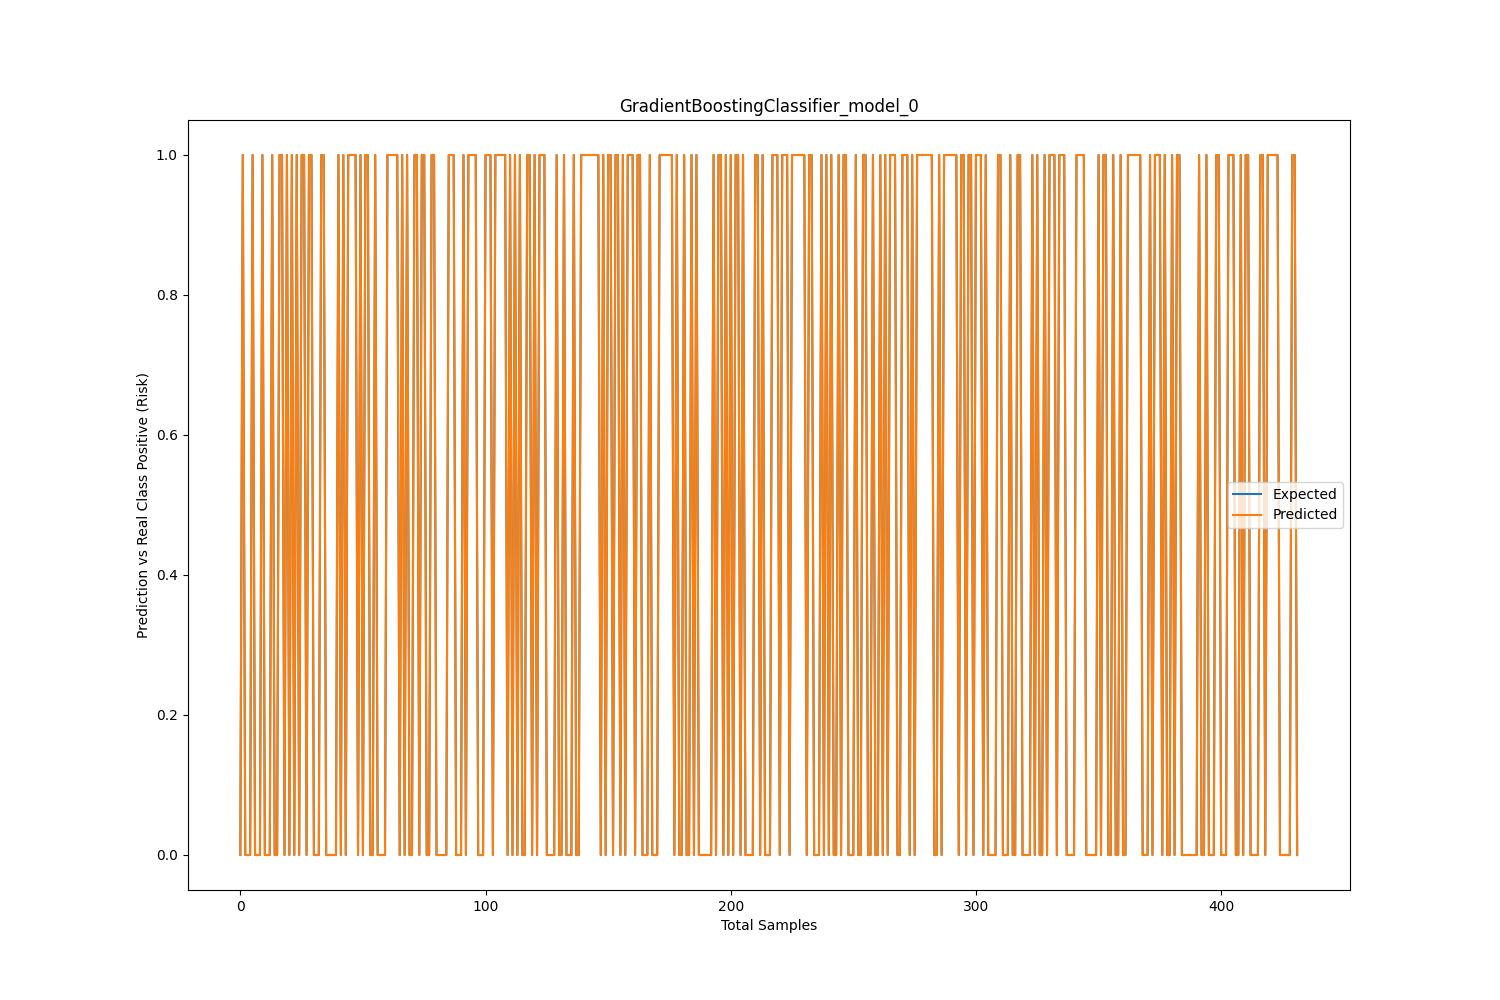 GradientBoostingClassifier_model_0
1.0
0.8
0.6
0.4
0.2
0.0
Prediction vs Real Class Positive (Risk)
Expected
Predicted
0 100 200 300 400
Total Samples